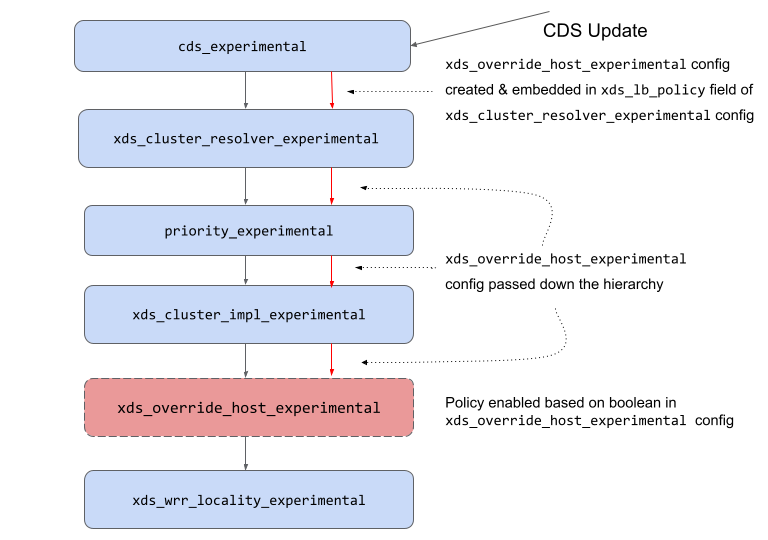 cds_experimental
CDS Update
xds_override_host_experimental config
created & embedded in xds_lb_policy field of
xds_cluster_resolver_experimental config
xds_cluster_resolver_experimental
priority_experimental
xds_override_host_experimental
config passed down the hierarchy
xds_cluster_impl_experimental
xds_override_host_experimental
Policy enabled based on boolean in
xds_override_host_experimental config
xds_wrr_locality_experimental